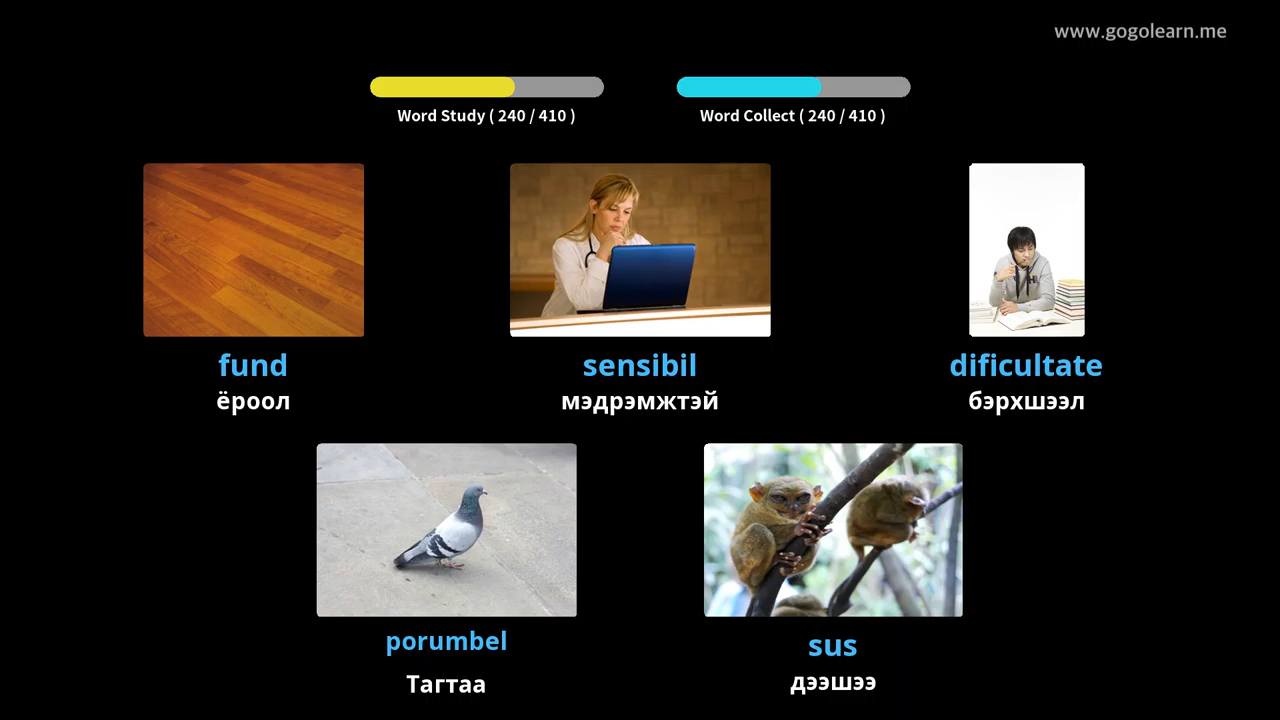 www.gogolearn.me
Word Study ( 240 / 410 )
Word Collect ( 240 / 410 )
fund
ёроол
sensibil
мэдрэмжтэй
dificultate
бэрхшээл
porumbel
Тагтаа
sus
дээшээ